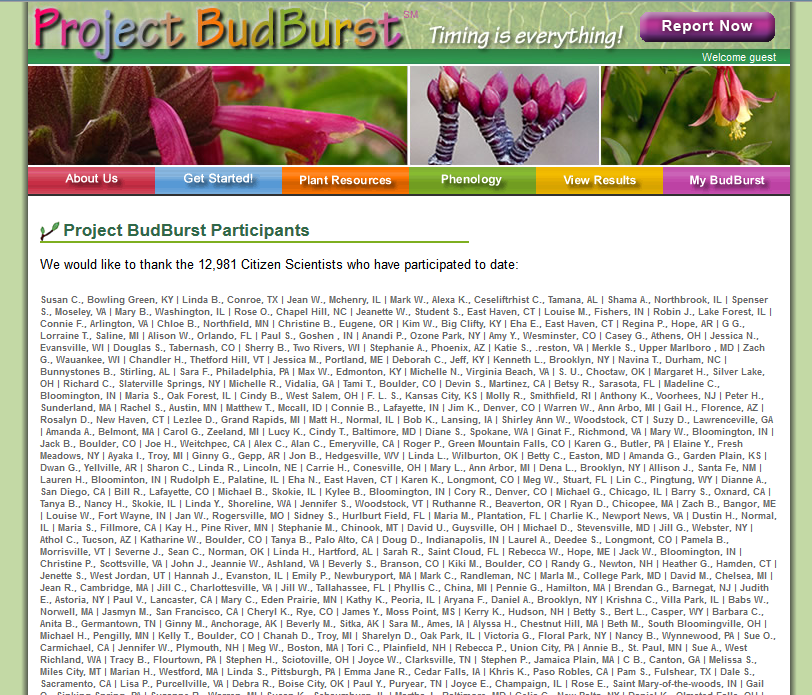 Project BudBurst SM
Timing is everything!
Report Now
Welcome guest
About Us
Get Started!
Plant Resources
Phenology
View Results
My BudBurst
Project BudBurst Participants
We would like to thank the 12,981 Citizen Scientists who have participated to date:
Susan C., Bowling Green, KY | Linda B., Conroe, TX | Jean W., Mchenry, IL | Mark W., Alexa K., Ceseliftrhist C., Tamana, AL | Shama A., Northbrook, IL | Spenser
S., Moseley, VA | Mary B., Washington, IL | Rose O., Chapel Hill, NC | Jeanette W., Student S., East Haven, CT | Louise M., Fishers, IN | Robin J., Lake Forest, IL |
Connie F., Arlington, VA | Chloe B., Northfield, MN | Christine B., Eugene, OR | Kim W., Big Clifty, KY | Eha E., East Haven, CT | Regina P., Hope, AR | G G.,
Lorraine T., Saline, MI | Alison W., Orlando, FL | Paul S., Goshen , IN | Anandi P., Ozone Park, NY | Amy Y., Wesminster, CO | Casey G., Athens, OH | Jessica N.,
Evansville, WI | Douglas S., Tabernash, CO | Sherry B., Two Rivers, WI | Stephanie A., Phoenix, AZ | Katie S., .reston, VA | Merkle S., Upper Marlboro , MD | Zach
G., Wauankee, WI | Chandler H., Thetford Hill, VT | Jessica M., Portland, ME | Deborah C., Jeff, KY | Kenneth L., Brooklyn, NY | Navina T., Durham, NC |
Bunnystones B., Stirling, AL | Sara F., Philadelphia, PA | Max W., Edmonton, KY | Michelle N., Virginia Beach, VA | S. U., Choctaw, OK | Margaret H., Silver Lake,
OH | Richard C., Slaterville Springs, NY | Michelle R., Vidalia, GA | Tami T., Boulder, CO | Devin S., Martinez, CA | Betsy R., Sarasota, FL | Madeline C.,
Bloomington, IN | Maria S., Oak Forest, IL | Cindy B., West Salem, OH | F. L. S., Kansas City, KS | Molly R., Smithfield, RI | Anthony K., Voorhees, NJ | Peter H.,
Sunderland, MA | Rachel S., Austin, MN | Matthew T., Mccall, ID | Connie B., Lafayette, IN | Jim K., Denver, CO | Warren W., Ann Arbo, MI | Gail H., Florence, AZ |
Rosalyn D., New Haven, CT | Lezlee D., Grand Rapids, MI | Matt H., Normal, IL | Bob K., Lansing, IA | Shirley Ann W., Woodstock, CT | Suzy D., Lawrenceville, GA
| Amanda A., Belmont, MA | Carol G., Zeeland, MI | Lucy K., Cindy T., Baltimore, MD | Diane S., Spokane, WA | Ginat F., Richmond, VA | Mary W., Bloomington, IN |
Jack B., Boulder, CO | Joe H., Weitchpec, CA | Alex C., Alan C., Emeryville, CA | Roger P., Green Mountain Falls, CO | Karen G., Butler, PA | Elaine Y., Fresh
Meadows, NY | Ayaka I., Troy, MI | Ginny G., Gepp, AR | Jon B., Hedgesville, WV | Linda L., Wilburton, OK | Betty C., Easton, MD | Amanda G., Garden Plain, KS |
Dwan G., Yellville, AR | Sharon C., Linda R., Lincoln, NE | Carrie H., Conesville, OH | Mary L., Ann Arbor, MI | Dena L., Brooklyn, NY | Allison J., Santa Fe, NM |
Lauren H., Bloominton, IN | Rudolph E., Palatine, IL | Eha N., East Haven, CT | Karen K., Longmont, CO | Meg W., Stuart, FL | Lin C., Pingtung, WY | Dianne A.,
San Diego, CA | Bill R., Lafayette, CO | Michael B., Skokie, IL | Kylee B., Bloomington, IN | Cory R., Denver, CO | Michael G., Chicago, IL | Barry S., Oxnard, CA |
Tanya B., Nancy H., Skokie, IL | Linda Y., Shoreline, WA | Jennifer S., Woodstock, VT | Ruthanne R., Beaverton, OR | Ryan D., Chicopee, MA | Zach B., Bangor, ME
| Louise W., Fort Wayne, IN | Jan W., Rogersville, MO | Sidney S., Hurlburt Field, FL | Maria M., Plantation, FL | Charlie K., Newport News, VA | Dustin H., Normal,
IL | Maria S., Fillmore, CA | Kay H., Pine River, MN | Stephanie M., Chinook, MT | David U., Guysville, OH | Michael D., Stevensville, MD | Jill G., Webster, NY |
Athol C., Tucson, AZ | Katharine W., Boulder, CO | Tanya B., Palo Alto, CA | Doug D., Indianapolis, IN | Laurel A., Deedee S., Longmont, CO | Pamela B.,
Morrisville, VT | Severne J., Sean C., Norman, OK | Linda H., Hartford, AL | Sarah R., Saint Cloud, FL | Rebecca W., Hope, ME | Jack W., Bloomington, IN |
Christine P., Scottsville, VA | John J., Jeannie W., Ashland, VA | Beverly S., Branson, CO | Kiki M., Boulder, CO | Randy G., Newton, NH | Heather G., Hamden, CT |
Jenette S., West Jordan, UT | Hannah J., Evanston, IL | Emily P., Newburyport, MA | Mark C., Randleman, NC | Marla M., College Park, MD | David M., Chelsea, MI |
Jean R., Cambridge, MA | Jill C., Charlottesville, VA | Jill W., Tallahassee, FL | Phyllis C., China, MI | Pennie G., Hamilton, MA | Brendan G., Barnegat, NJ | Judith
E., Astoria, NY | Paul V., Lancaster, CA | Mary C., Eden Prairie, MN | Kathy K., Peoria, IL | Aryana F., Daniel A., Brooklyn, NY | Krishna C., Villa Park, IL | Babs W.,
Norwell, MA | Jasmyn M., San Francisco, CA | Cheryl K., Rye, CO | James Y., Moss Point, MS | Kerry K., Hudson, NH | Betty S., Bert L., Casper, WY | Barbara C.,
Anita B., Germantown, TN | Ginny M., Anchorage, AK | Beverly M., Sitka, AK | Sara M., Ames, IA | Alyssa H., Chestnut Hill, MA | Beth M., South Bloomingville, OH |
Michael H., Pengilly, MN | Kelly T., Boulder, CO | Chanah D., Troy, MI | Sharelyn D., Oak Park, IL | Victoria G., Floral Park, NY | Nancy B., Wynnewood, PA | Sue O.,
Carmichael, CA | Jennifer W., Plymouth, NH | Meg W., Boston, MA | Tori C., Plainfield, NH | Rebecca P., Union City, PA | Annie B., St. Paul, MN | Sue A., West
Richland, WA | Tracy B., Flourtown, PA | Stephen H., Sciotoville, OH | Joyce W., Clarksville, TN | Stephen P., Jamaica Plain, MA | C B., Canton, GA | Melissa S.,
Miles City, MT | Marian H., Westford, MA | Linda S., Pittsburgh, PA | Emma Jane R., Cedar Falls, IA | Khris K., Paso Robles, CA | Pam S., Fulshear, TX | Dale S.,
Sacramento, CA | Lisa P., Purcellville, VA | Debra R., Boise City, OK | Paul Y., Puryear, TN | Joyce E., Champaign, IL | Rose E., Saint Mary-of-the-woods, IN | Gail